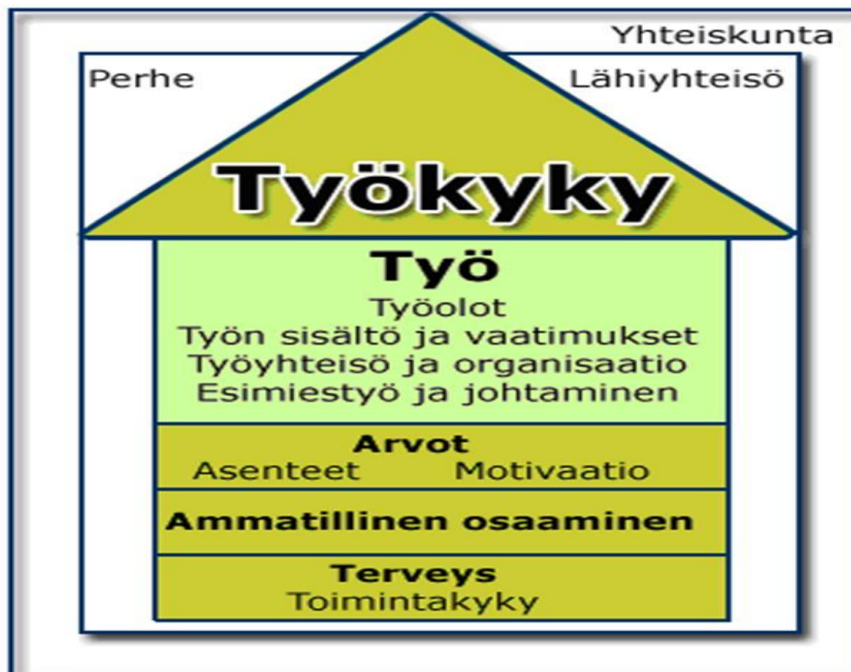 Yhteiskunta
Perhe Lähiyhteisö
Työkyky
Työ
Työolot
Työn sisältö ja vaatimukset
Työyhteisö ja organisaatio
Esimiestyö ja johtaminen
Arvot
Asenteet Motivaatio
Ammatillinen osaaminen
Terveys
Toimintakyky